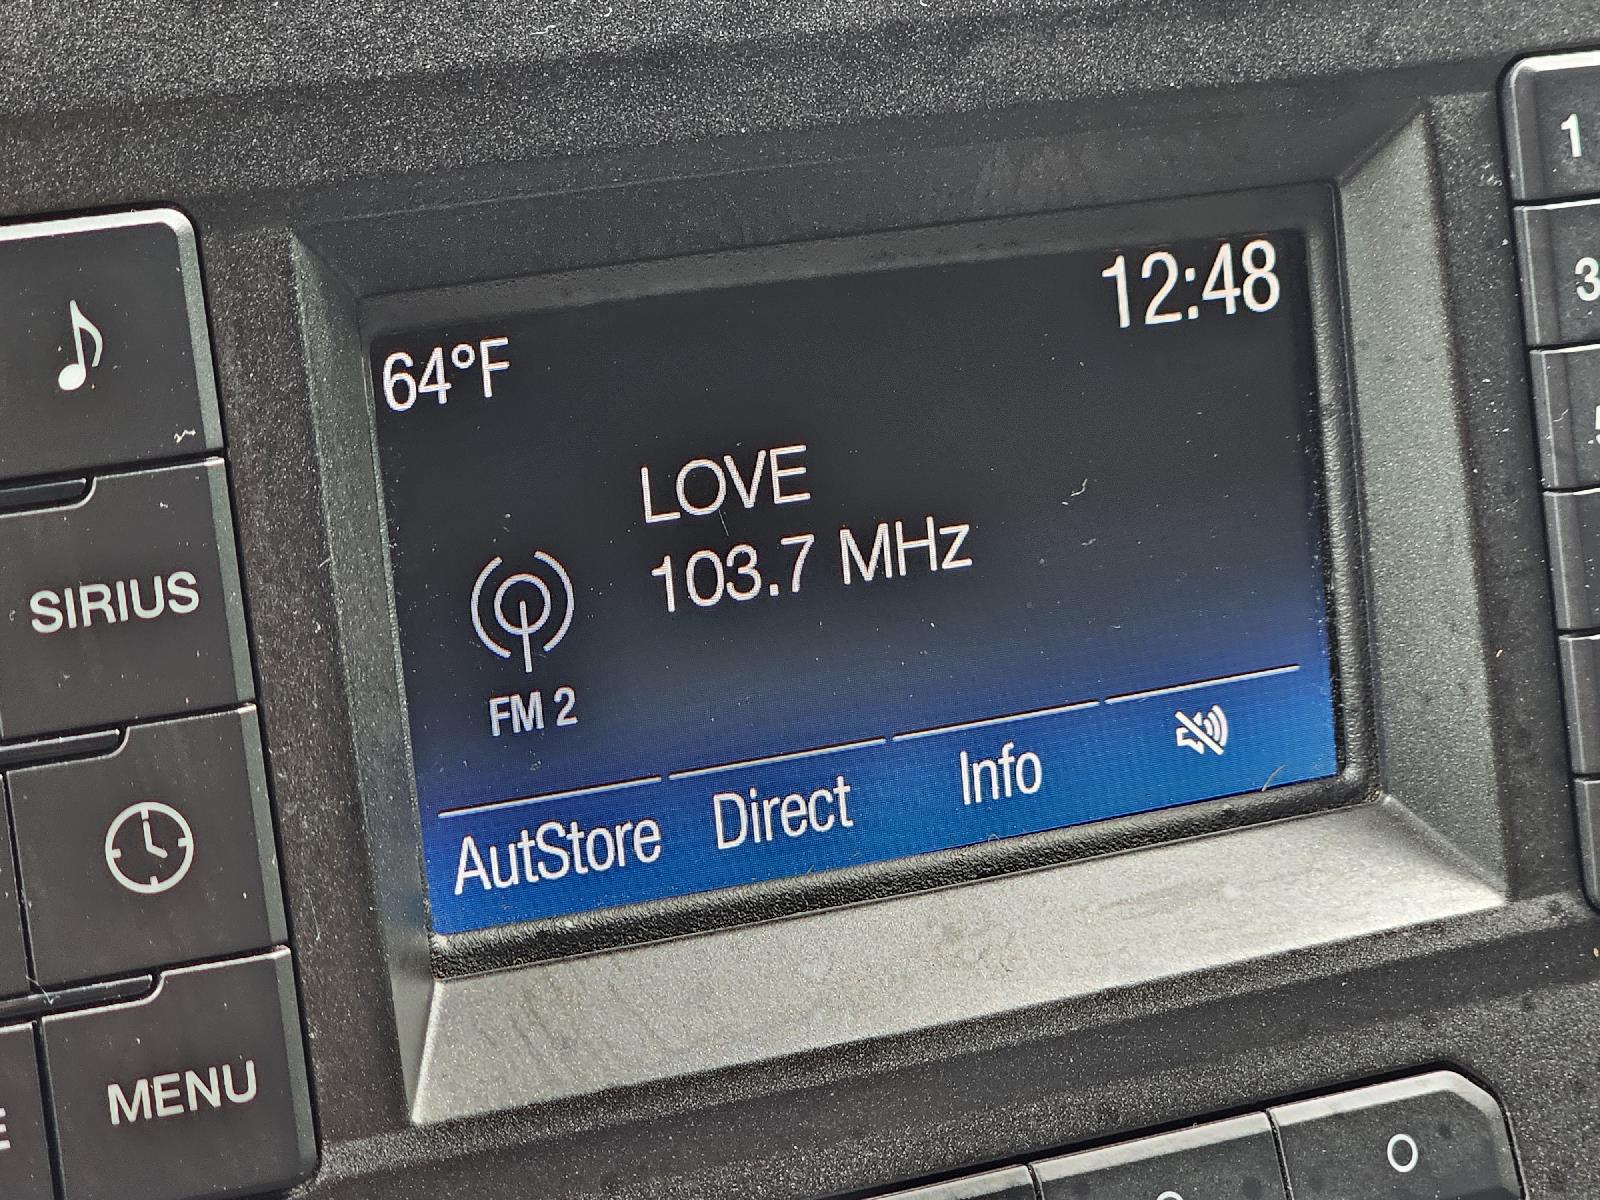 12:48
64°F
LOVE
103.7 MHz
FM 2
AutStore
Direct
Info
SIRIUS
MENU
1
3